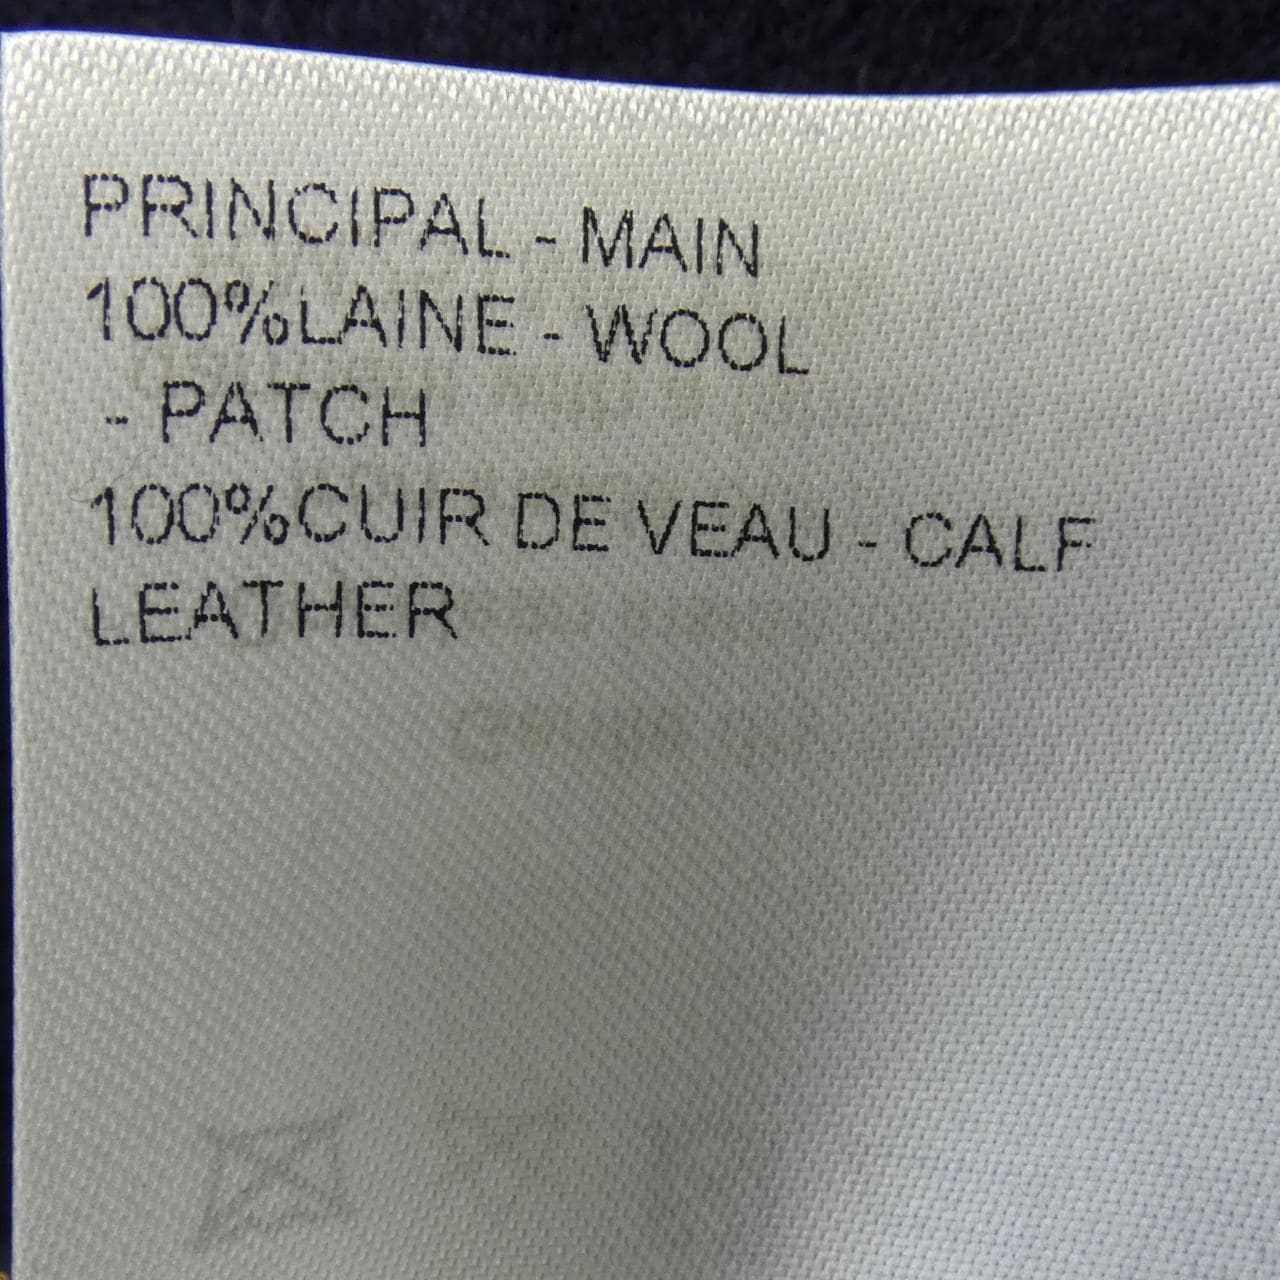 PRINCIPAL - MAIN
100%LAINE - WOOL
- PATCH
100%CUIR DE VEAU - CALF
LEATHER